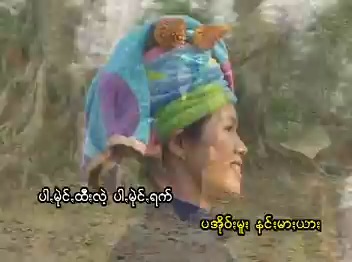 ပါႏမဲုင်ႏထီးလဲ့ ပါႏမဲုင်ႏရက်
ပအိုဝ်ႏမူႏ နင်ႏမာႏယာႏ